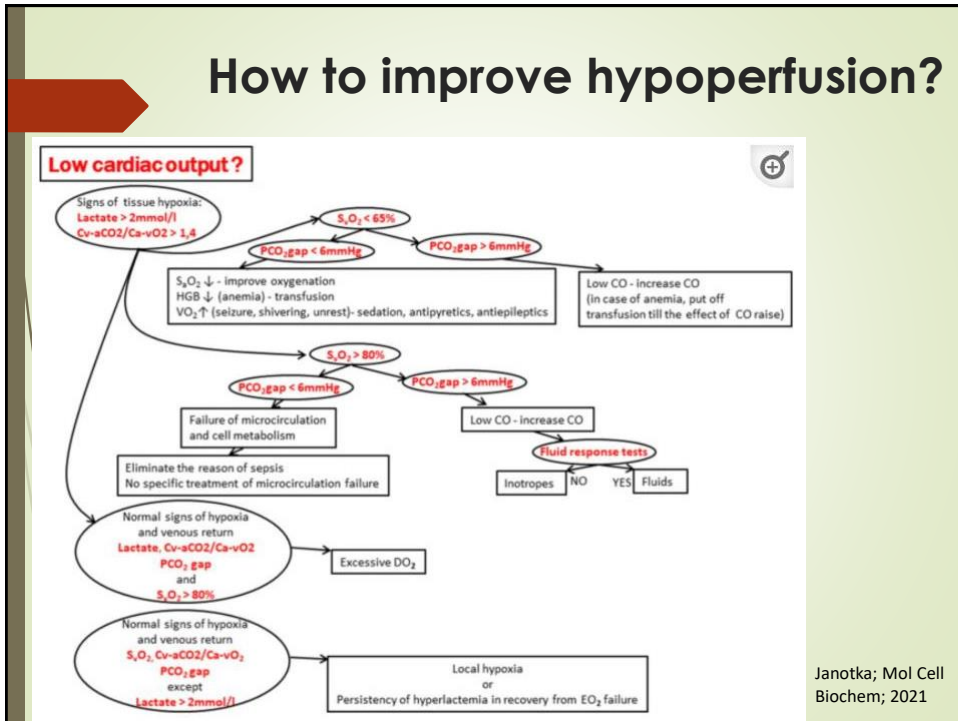 How to improve hypoperfusion?
Low cardiac output?
Signs of tissue hypoxia:
Lactate > 2mmol/l
Cv-aCO2/Ca-vO2 > 1,4
SᵥO₂ < 65%
PCO₂gap < 6mmHg
PCO₂gap > 6mmHg
SₐO₂ ↓ - improve oxygenation
HGB ↓ (anemia) - transfusion
VO₂↑ (seizure, shivering, unrest)- sedation, antipyretics, antiepileptics
Low CO - increase CO
(in case of anemia, put off
transfusion till the effect of CO raise)
SᵥO₂ > 80%
PCO₂gap < 6mmHg
PCO₂gap > 6mmHg
Failure of microcirculation
and cell metabolism
Low CO - increase CO
Eliminate the reason of sepsis
No specific treatment of microcirculation failure
Fluid response tests
Inotropes
NO
YES
Fluids
Normal signs of hypoxia
and venous return
Lactate, Cv-aCO2/Ca-vO2
PCO₂ gap
and
SᵥO₂ > 80%
Excessive DO₂
Normal signs of hypoxia
and venous return
SᵥO₂, Cv-aCO2/Ca-vO₂
PCO₂gap
except
Lactate > 2mmol/l
Local hypoxia
or
Persistency of hyperlactemia in recovery from EO₂ failure
Janotka; Mol Cell
Biochem; 2021